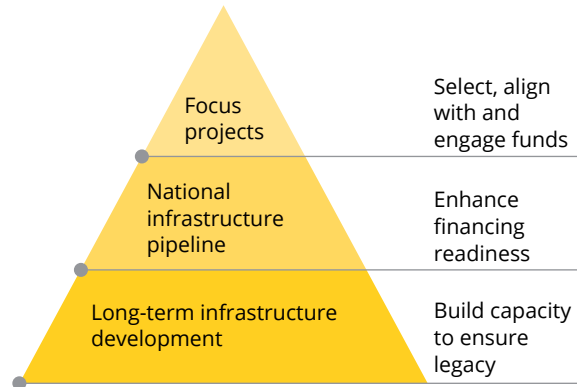 Focus
projects
Select, align
with and
engage funds
National
infrastructure
pipeline
Enhance
financing
readiness
Long-term infrastructure
development
Build capacity
to ensure
legacy